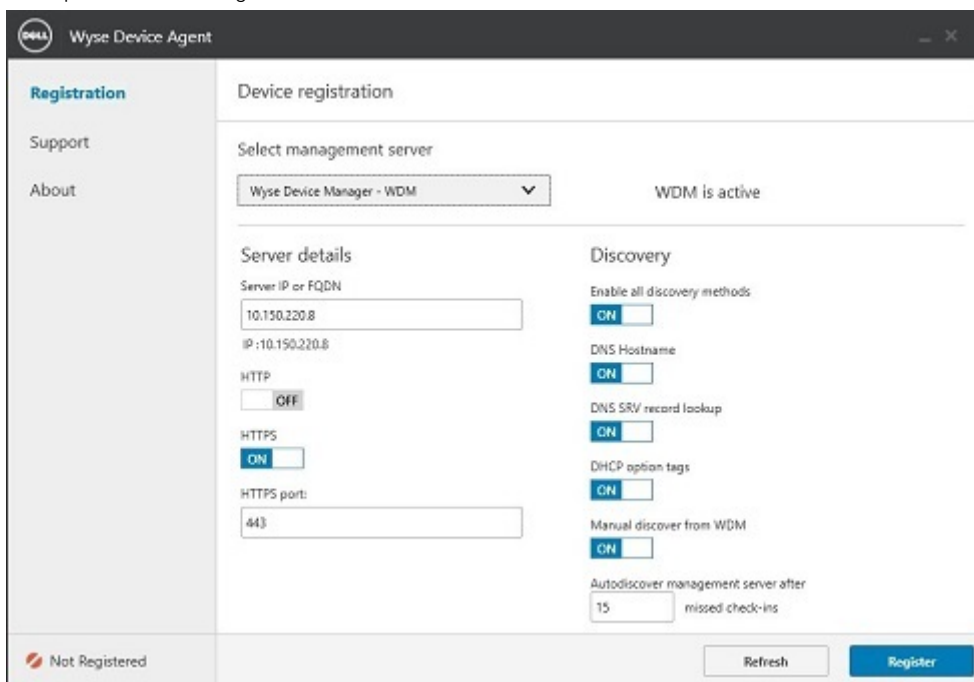 DELL
Wyse Device Agent
Registration
Support
About
Device registration
Select management server
Wyse Device Manager - WDM
WDM is active
Server details
Server IP or FQDN
10.150.220.8
IP :10.150.220.8
HTTP
OFF
HTTPS
ON
HTTPS port:
443
Discovery
Enable all discovery methods
ON
DNS Hostname
ON
DNS SRV record lookup
ON
DHCP option tags
ON
Manual discover from WDM
ON
Autodiscover management server after
15 missed check-ins
Not Registered
Refresh
Register